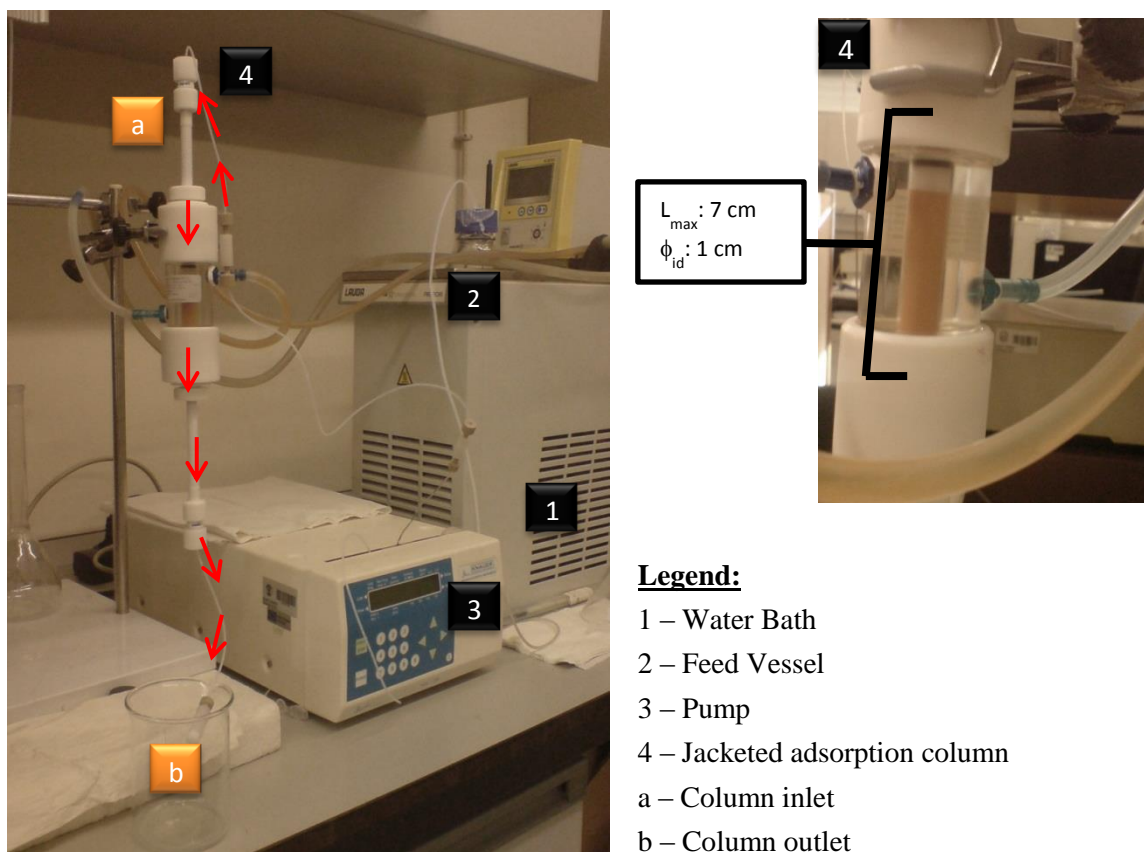 4
a
LAUDA
2
1
3
b
4
Lmax: 7 cm
ϕid: 1 cm
Legend:
1 – Water Bath
2 – Feed Vessel
3 – Pump
4 – Jacketed adsorption column
a – Column inlet
b – Column outlet